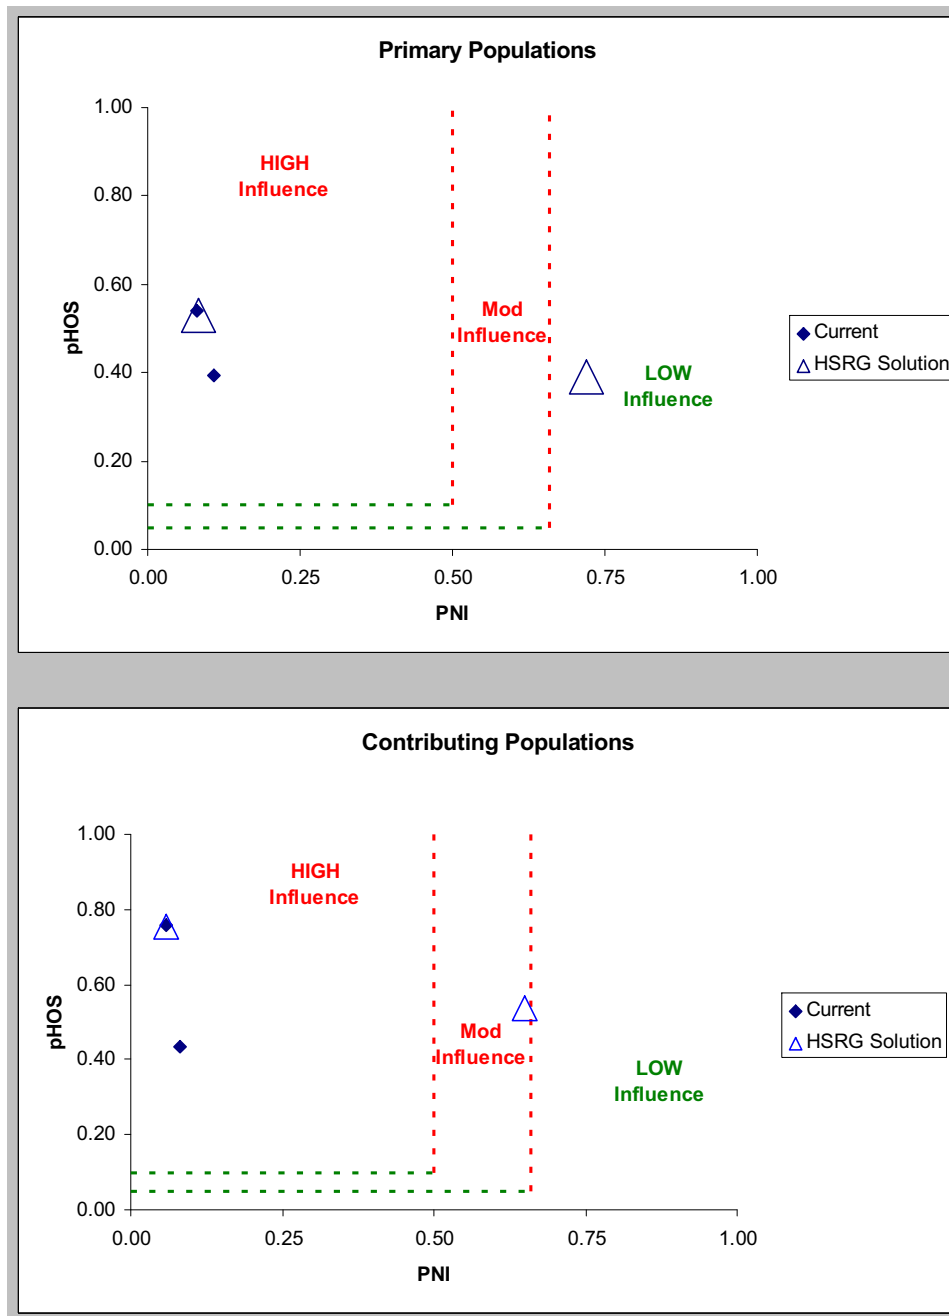 Primary Populations
1.00
0.80
0.60
0.40
0.20
0.00
pHOS
HIGH
Influence
Mod
Influence
LOW
Influence
0.00 0.25 0.50 0.75 1.00
PNI
Current
HSRG Solution
Contributing Populations
1.00
0.80
0.60
0.40
0.20
0.00
pHOS
HIGH
Influence
Mod
Influence
LOW
Influence
0.00 0.25 0.50 0.75 1.00
PNI
Current
HSRG Solution